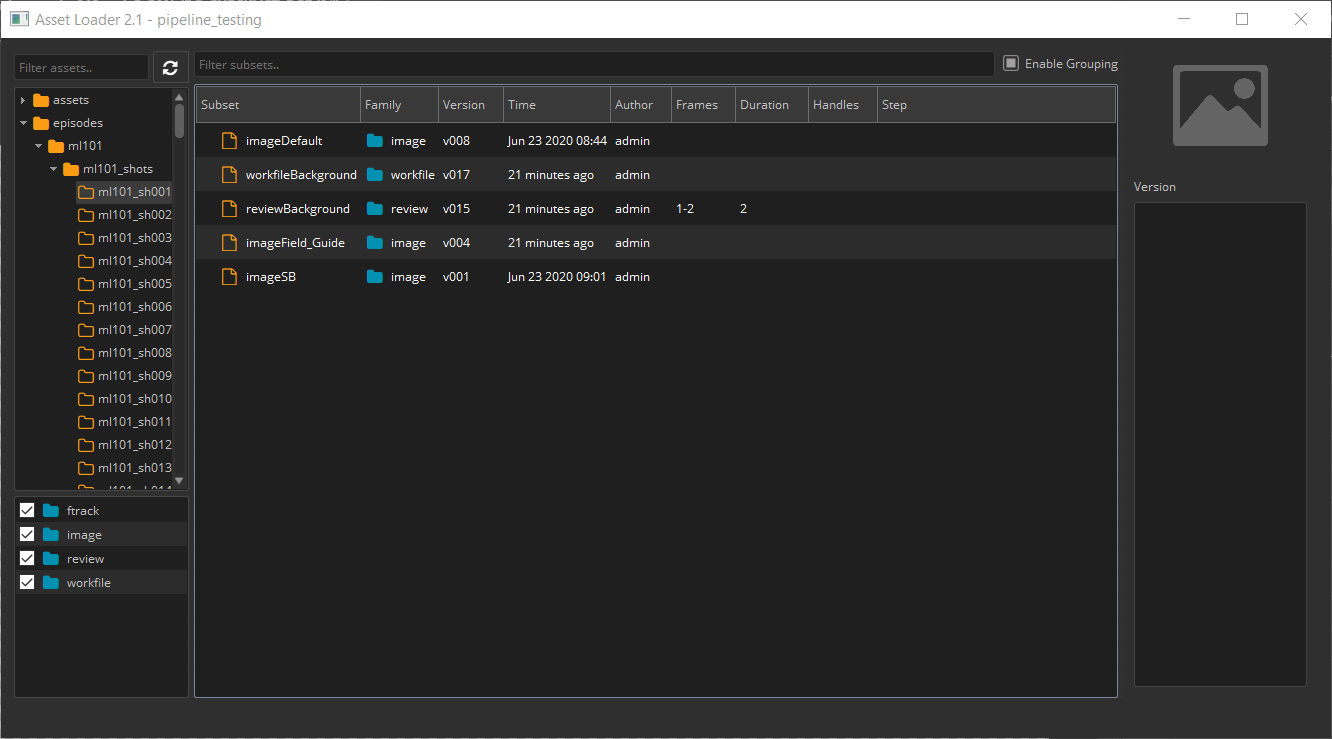 Asset Loader 2.1 - pipeline_testing
Filter assets..
Filter subsets..
Enable Grouping
assets
episodes
ml101
ml101_shots
ml101_sh001
ml101_sh002
ml101_sh003
ml101_sh004
ml101_sh005
ml101_sh006
ml101_sh007
ml101_sh008
ml101_sh009
ml101_sh010
ml101_sh011
ml101_sh012
ml101_sh013
ftrack
image
review
workfile
Subset Family Version Time Author Frames Duration Handles Step
imageDefault image v008 Jun 23 2020 08:44 admin
workfileBackground workfile v017 21 minutes ago admin
reviewBackground review v015 21 minutes ago admin 1-2 2
imageField_Guide image v004 21 minutes ago admin
imageSB image v001 Jun 23 2020 09:01 admin
Version